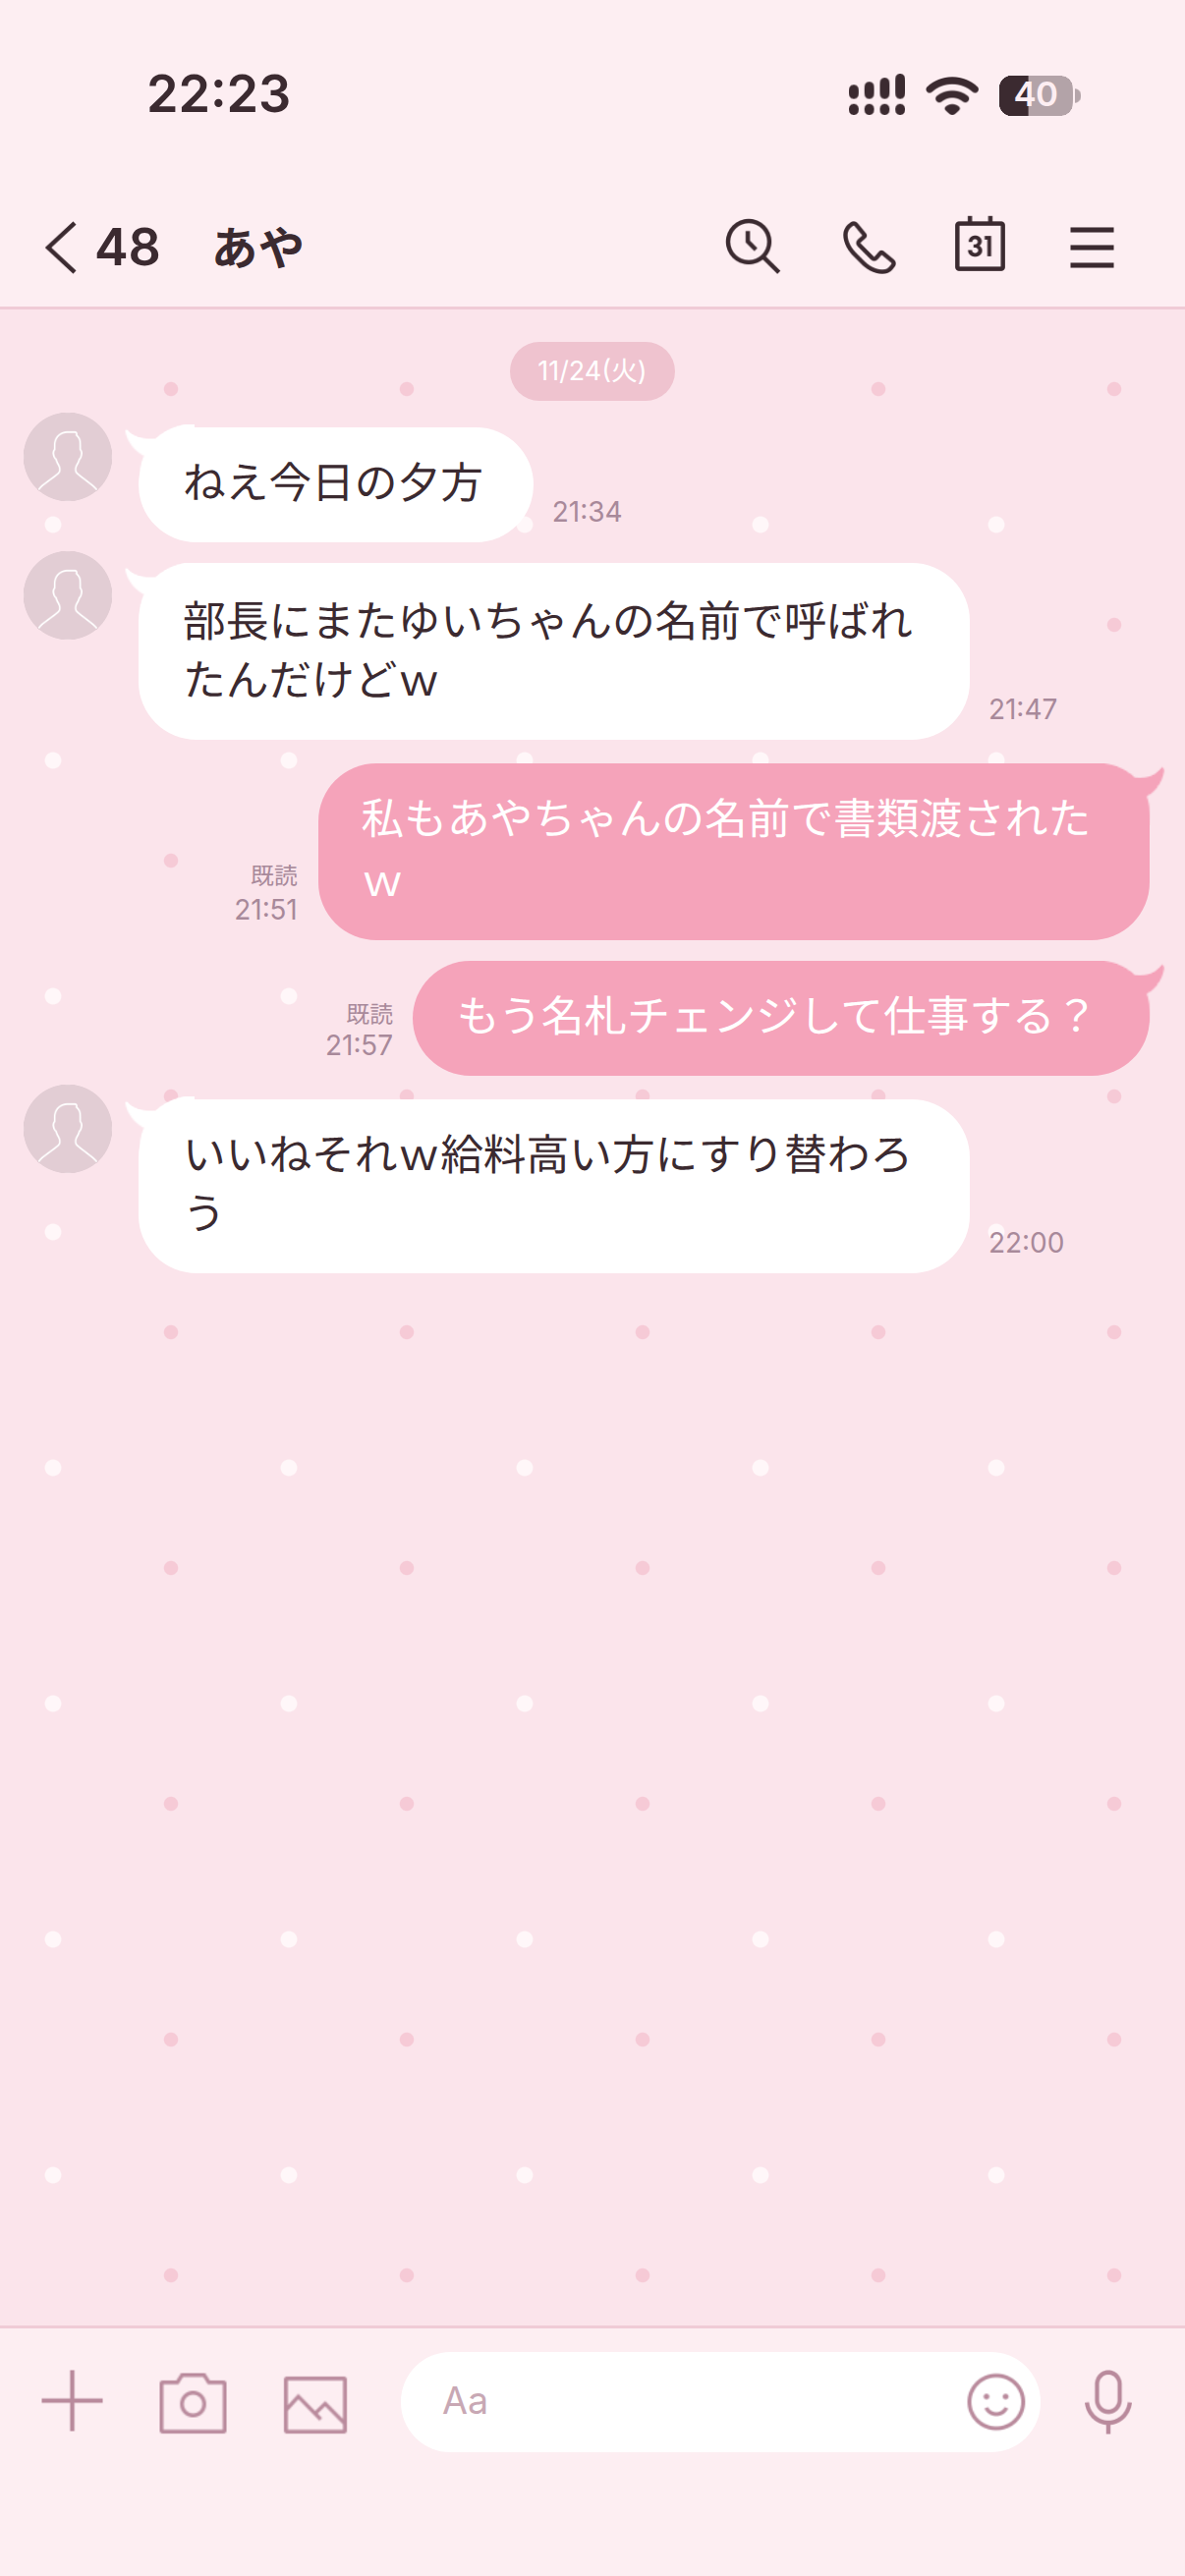 22:23
40
48 あや
31
11/24(火)
ねえ今日の夕方
21:34
部長にまたゆいちゃんの名前で呼ばれ
たんだけどw
21:47
私もあやちゃんの名前で書類渡された
w
既読
21:51
もう名札チェンジして仕事する？
既読
21:57
いいねそれw給料高い方にすり替わろ
う
22:00
Aa